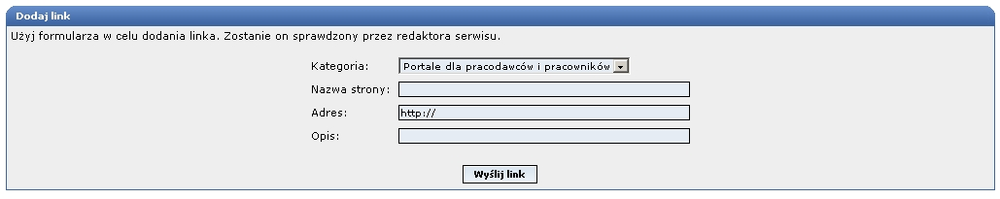 Dodaj link
Użyj formularza w celu dodania linka. Zostanie on sprawdzony przez redaktora serwisu.
Kategoria: Portale dla pracodawców i pracowników
Nazwa strony:
Adres: http://
Opis:
Wyślij link